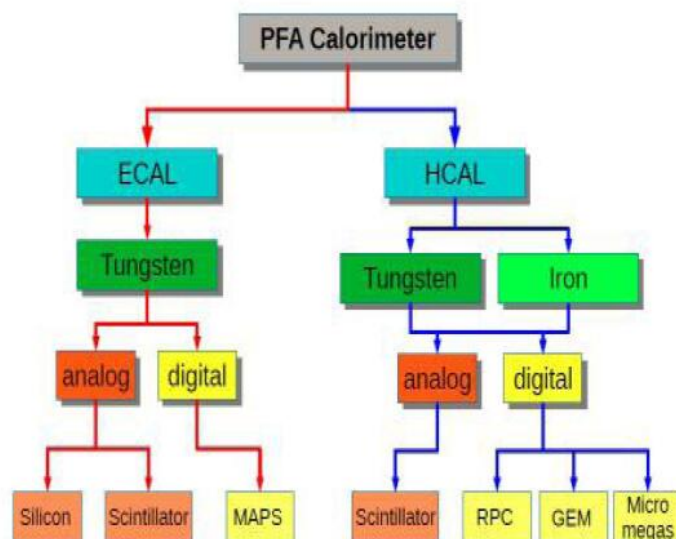 PFA Calorimeter
ECAL
HCAL
Tungsten
Tungsten
Iron
analog
digital
analog
digital
Silicon
Scintillator
MAPS
Scintillator
RPC
GEM
Micro
megas